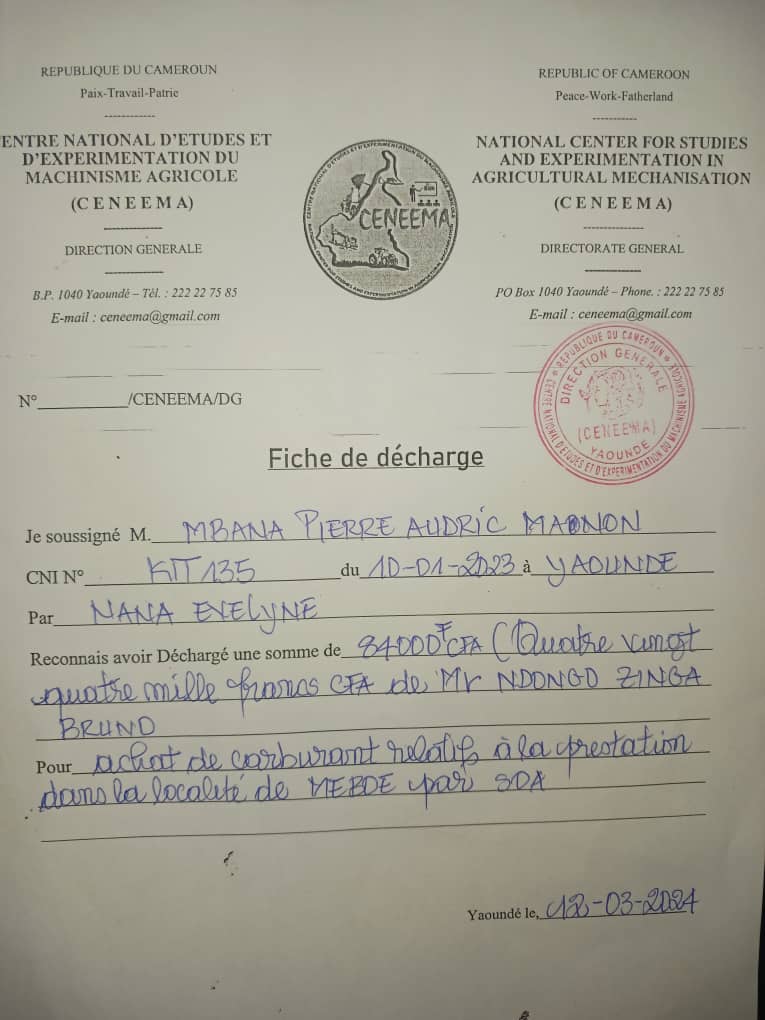 REPUBLIQUE DU CAMEROUN
Paix-Travail-Patrie
------------
ENTRE NATIONAL D'ETUDES ET
D'EXPERIMENTATION DU
MACHINISME AGRICOLE
(C E N E E M A)
--------------
DIRECTION GENERALE
--------------
B.P. 1040 Yaoundé – Tél. : 222 22 75 85
E-mail : ceneema@gmail.com
CENEEMA
REPUBLIC OF CAMEROON
Peace-Work-Fatherland
-----------
NATIONAL CENTER FOR STUDIES
AND EXPERIMENTATION IN
AGRICULTURAL MECHANISATION
(C E N E E M A)
---------------
DIRECTORATE GENERAL
--------------
PO Box 1040 Yaoundé – Phone. : 222 22 75 85
E-mail : ceneema@gmail.com
REPUBLIQUE DU CAMEROUN
DIRECTION GENERALE
(CENEEMA)
YAOUNDE
CENTRE NATIONAL D'ETUDES ET D'EXPERIMENTATION DU MACHINISME AGRICOLE
N°__________/CENEEMA/DG
Fiche de décharge
Je soussigné M. MBANA PIERRE AUDRIC MAGNON
CNI N° KIT135 du 10-01-2023 à YAOUNDE
Par NANA EVELYNE
Reconnais avoir Déchargé une somme de 84000F CFA (Quatre vingt
quatre mille francs CFA de Mr NDONGO ZINGA
BRUNO
Pour achat de carburant relatif à la prestation
dans la localité de par SDA
Yaoundé le, 12-03-2024